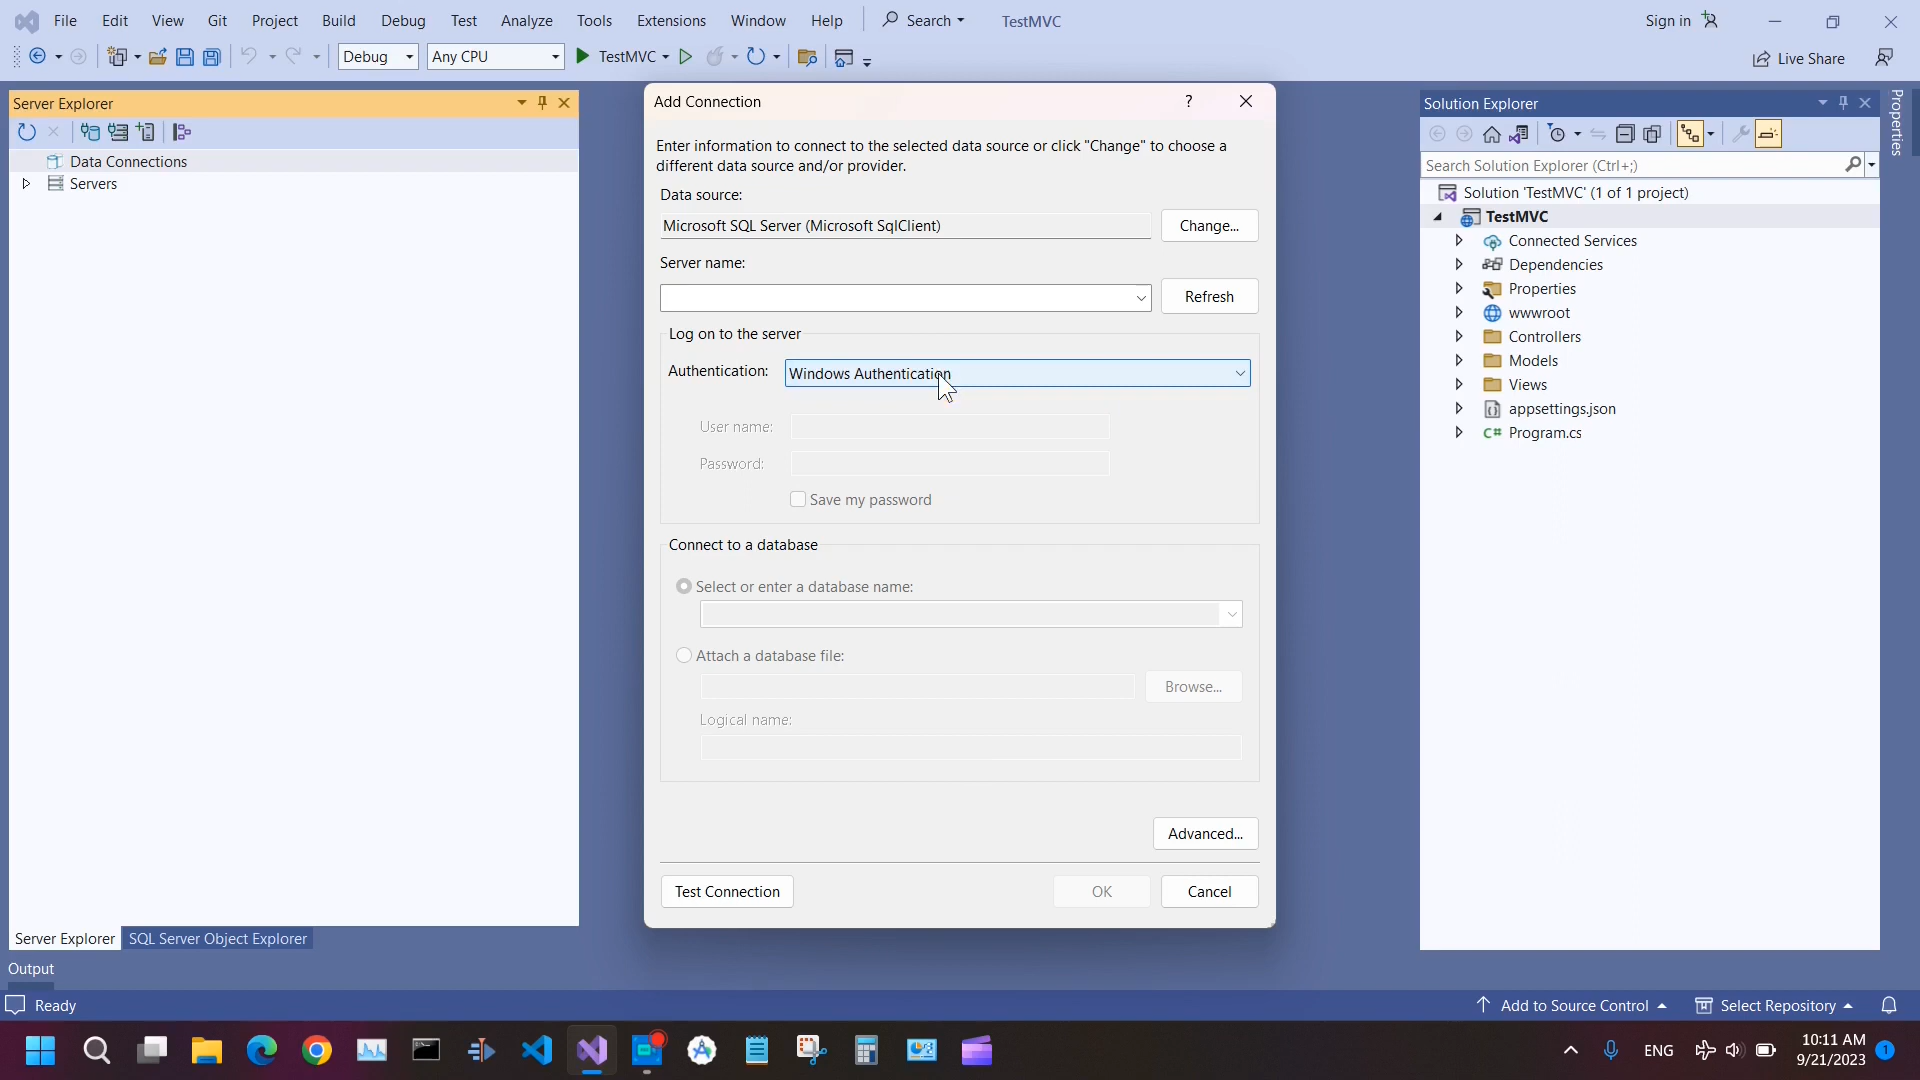 File Edit View Git Project Build Debug Test Analyze Tools Extensions Window Help Search TestMVC Sign in
Debug Any CPU TestMVC Live Share
Server Explorer
Data Connections
Servers
Server Explorer SQL Server Object Explorer
Output
Add Connection ?
Enter information to connect to the selected data source or click "Change" to choose a
different data source and/or provider.
Data source:
Microsoft SQL Server (Microsoft SqlClient) Change...
Server name:
Refresh
Log on to the server
Authentication: Windows Authentication
User name:
Password:
Save my password
Connect to a database
Select or enter a database name:
Attach a database file:
Browse...
Logical name:
Advanced...
Test Connection OK Cancel
Solution Explorer
Properties
Search Solution Explorer (Ctrl+;)
Solution 'TestMVC' (1 of 1 project)
TestMVC
Connected Services
Dependencies
Properties
wwwroot
Controllers
Models
Views
appsettings.json
C# Program.cs
Ready Add to Source Control Select Repository
ENG 10:11 AM
9/21/2023 1